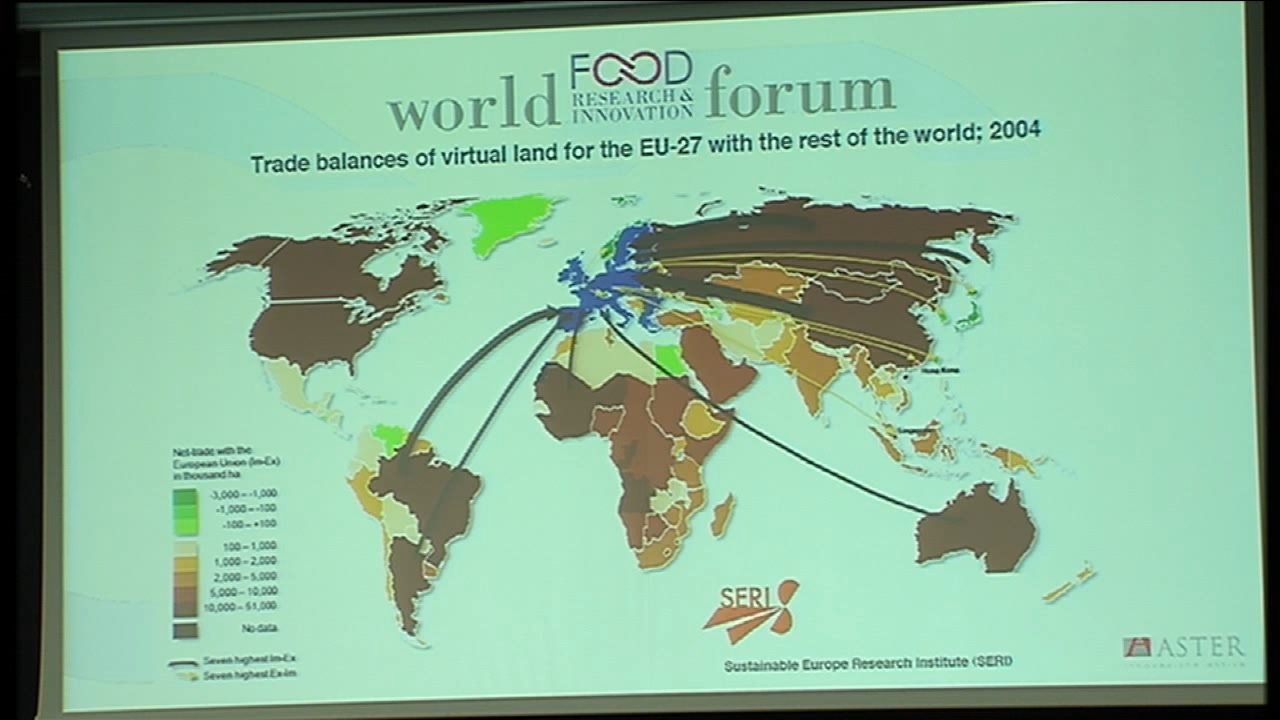 world FOOD RESEARCH & INNOVATION forum
Trade balances of virtual land for the EU-27 with the rest of the world; 2004
Hong Kong
Net-trade with the
European Union (Im-Ex)
in thousand ha
-3,000 – -1,000
-1,000 – -100
-100 – +100
100 – 1,000
1,000 – 2,000
2,000 – 5,000
5,000 – 10,000
10,000 – 51,000
No data
Seven highest Im-Ex
Seven highest Ex-Im
SERI
Sustainable Europe Research Institute (SERI)
ASTER